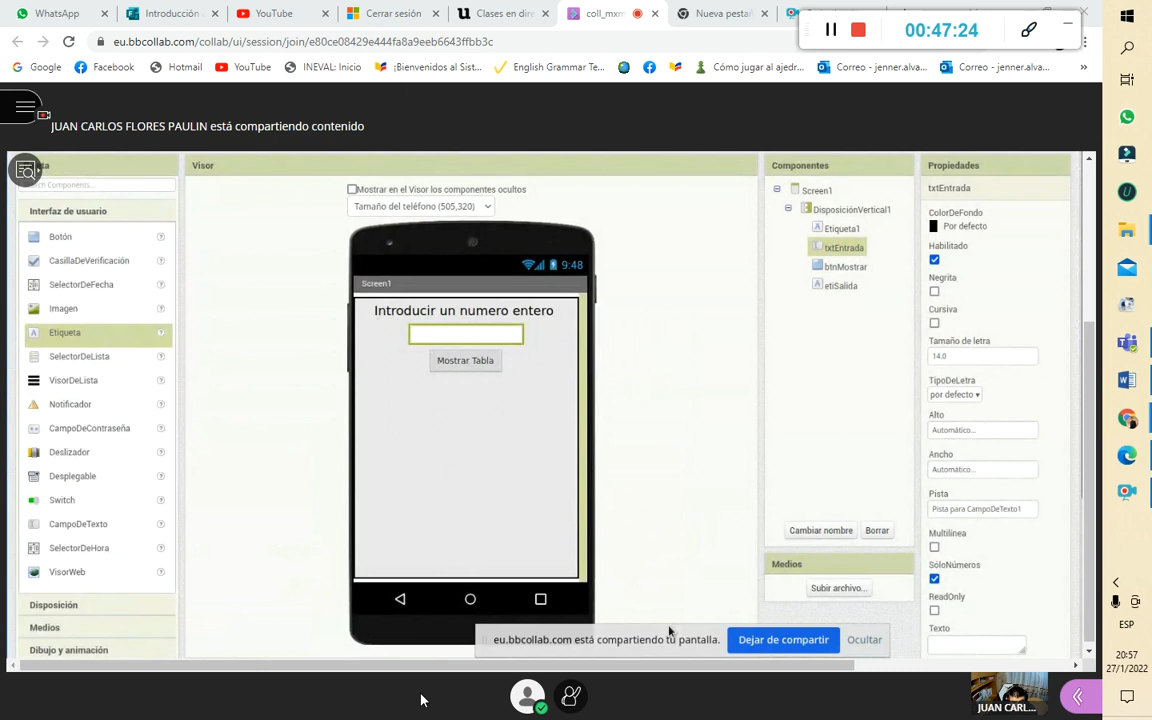 WhatsApp
Introducción
YouTube
Cerrar sesión
Clases en dire
coll_mxm
Nueva pestañ
00:47:24
eu.bbcollab.com/collab/ui/session/join/e80ce08429e444fa8a9eeb6643ffbb3c
Google
Facebook
Hotmail
YouTube
INEVAL: Inicio
¡Bienvenidos al Sist...
English Grammar Te...
Cómo jugar al ajedr...
Correo - jenner.alva...
Correo - jenner.alva...
»
JUAN CARLOS FLORES PAULIN está compartiendo contenido
Visor
Componentes
Propiedades
Search Components...
Interfaz de usuario
Botón
CasillaDeVerificación
SelectorDeFecha
Imagen
Etiqueta
SelectorDeLista
VisorDeLista
Notificador
CampoDeContraseña
Deslizador
Desplegable
Switch
CampoDeTexto
SelectorDeHora
VisorWeb
Disposición
Medios
Dibujo y animación
Mostrar en el Visor los componentes ocultos
Tamaño del teléfono (505,320)
9:48
Screen1
Introducir un numero entero
Mostrar Tabla
Screen1
DisposiciónVertical1
Etiqueta1
txtEntrada
btnMostrar
etiSalida
Cambiar nombre
Borrar
Medios
Subir archivo...
txtEntrada
ColorDeFondo
Por defecto
Habilitado
Negrita
Cursiva
Tamaño de letra
14.0
TipoDeLetra
por defecto
Alto
Automático...
Ancho
Automático...
Pista
Pista para CampoDeTexto1
Multilínea
SóloNúmeros
ReadOnly
Texto
eu.bbcollab.com está compartiendo tu pantalla.
Dejar de compartir
Ocultar
JUAN CARL...
ESP
20:57
27/1/2022